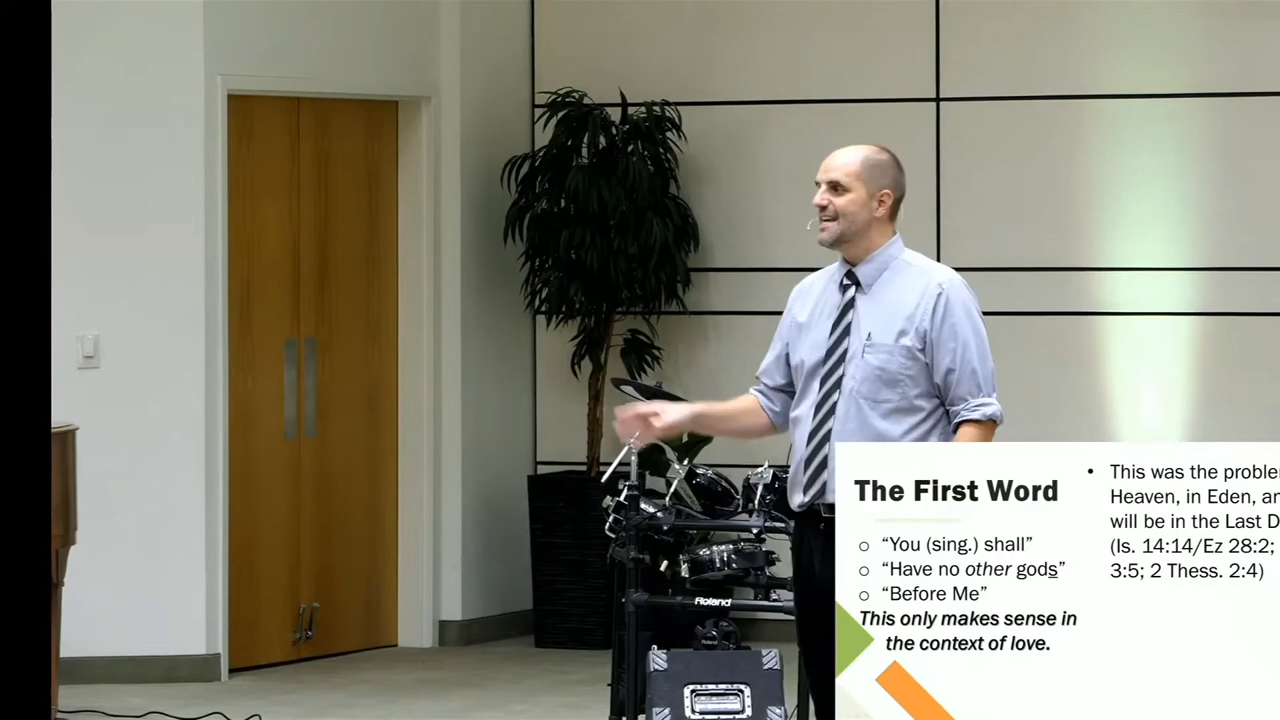 The First Word
“You (sing.) shall”
“Have no other gods”
“Before Me”
This only makes sense in
the context of love.
• This was the
Heaven, in Eden,
will be in the Last
(Is. 14:14/Ez 28:2;
3:5; 2 Thess. 2:4)
Roland
Roland